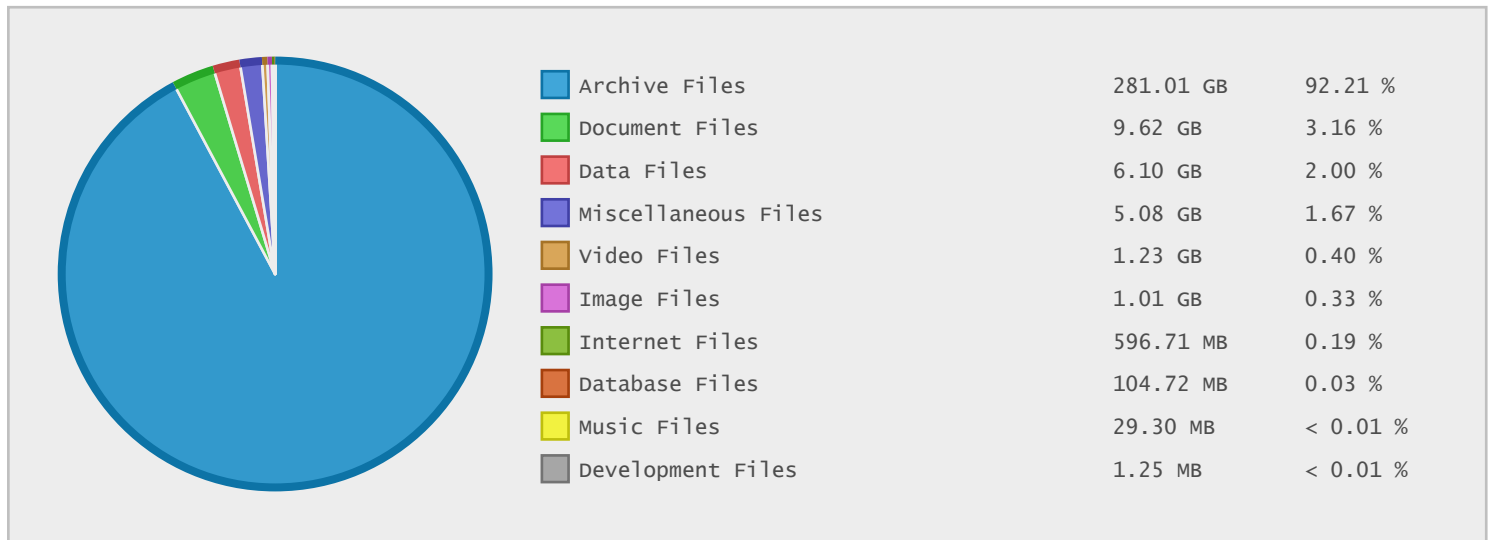 Archive Files 281.01 GB 92.21 %
Document Files 9.62 GB 3.16 %
Data Files 6.10 GB 2.00 %
Miscellaneous Files 5.08 GB 1.67 %
Video Files 1.23 GB 0.40 %
Image Files 1.01 GB 0.33 %
Internet Files 596.71 MB 0.19 %
Database Files 104.72 MB 0.03 %
Music Files 29.30 MB < 0.01 %
Development Files 1.25 MB < 0.01 %